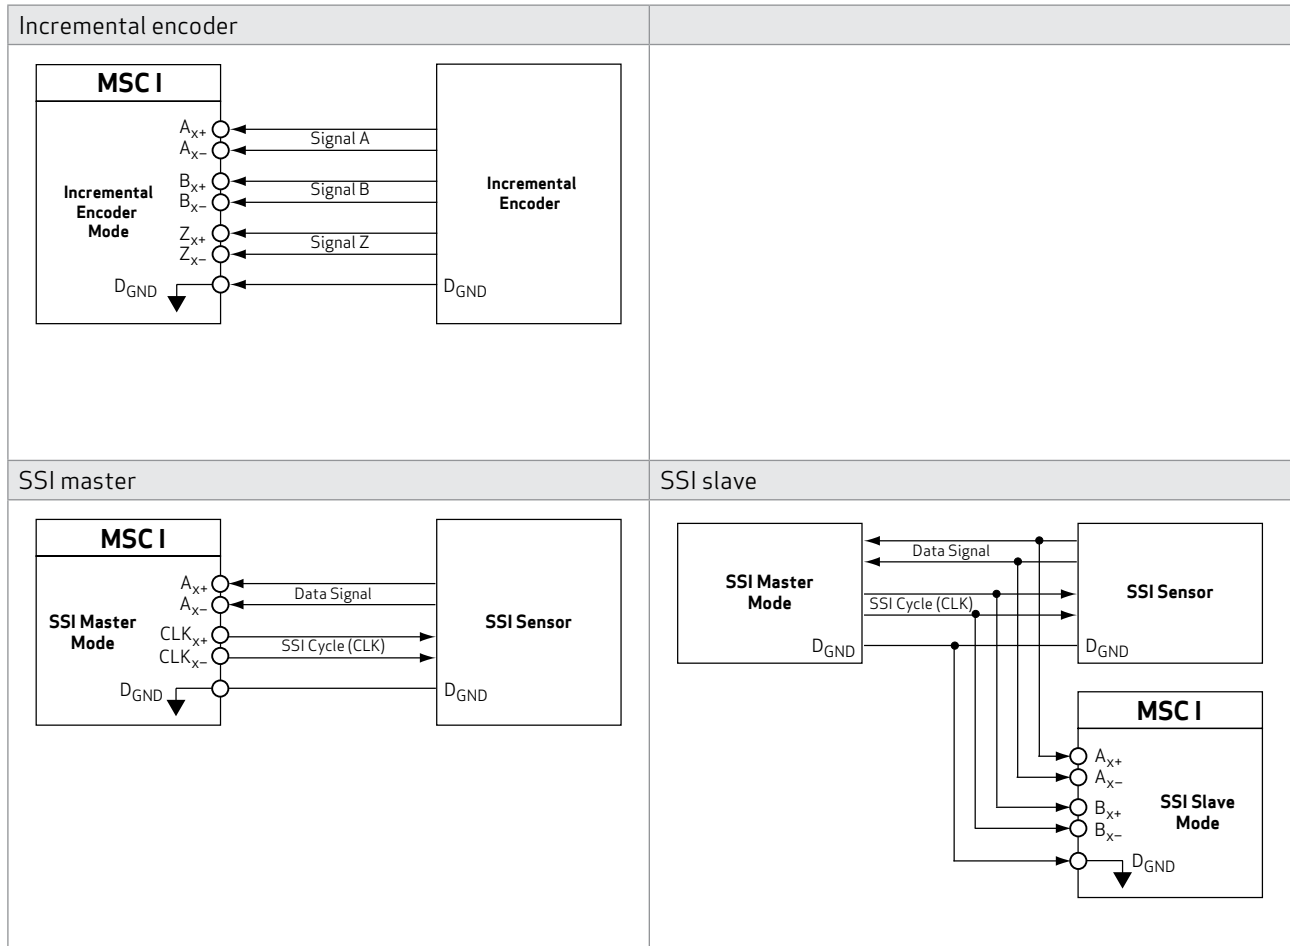 Incremental encoder
MSC I
Incremental
Encoder
Mode
Ax+
Ax−
Bx+
Bx−
Zx+
Zx−
DGND
Signal A
Signal B
Signal Z
Incremental
Encoder
DGND
SSI master
SSI slave
MSC I
SSI Master
Mode
Ax+
Ax−
CLKx+
CLKx−
DGND
Data Signal
SSI Cycle (CLK)
SSI Sensor
DGND
SSI Master
Mode
DGND
Data Signal
SSI Cycle (CLK)
SSI Sensor
DGND
MSC I
Ax+
Ax−
Bx+
Bx−
DGND
SSI Slave
Mode